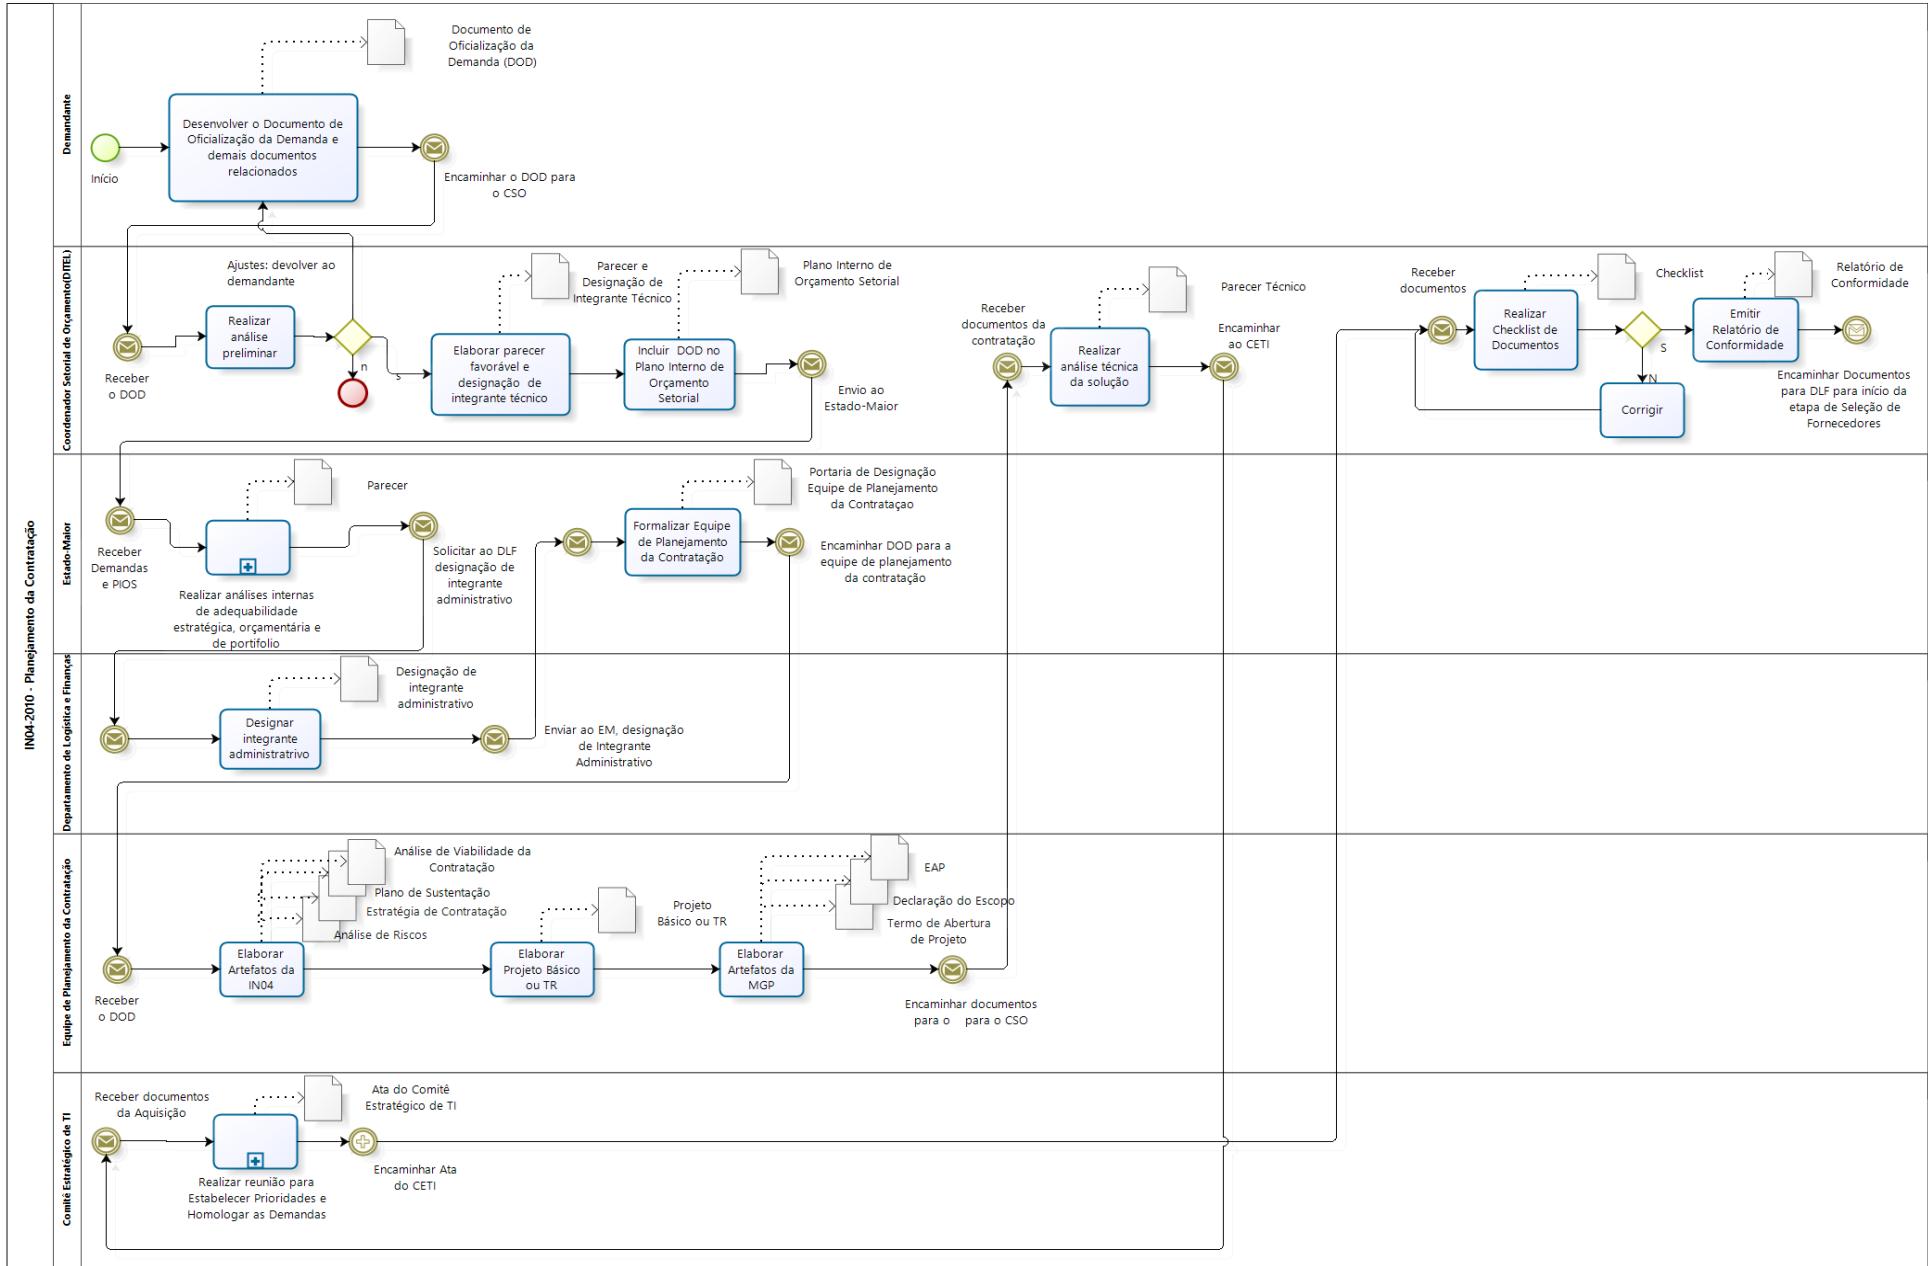 IN04-2010 - Planejamento da Contratação
Demandante
Documento de
Oficialização da
Demanda (DOD)
Desenvolver o Documento de
Oficialização da Demanda e
demais documentos
relacionados
Início
Encaminhar o DOD para
o CSO
Coordenador Setorial de Orçamento(DITEL)
Ajustes: devolver ao
demandante
Receber
o DOD
Realizar
análise
preliminar
n
s
Parecer e
Designação de
Integrante Técnico
Elaborar parecer
favorável e
designação de
integrante técnico
Plano Interno de
Orçamento Setorial
Incluir DOD no
Plano Interno de
Orçamento
Setorial
Envio ao
Estado-Maior
Receber
documentos da
contratação
Parecer Técnico
Realizar
análise técnica
da solução
Encaminar
ao CETI
Receber
documentos
Checklist
Realizar
Checklist de
Documentos
S
N
Corrigir
Relatório de
Conformidade
Emitir
Relatório de
Conformidade
Encaminhar Documentos
para DLF para início da
etapa de Seleção de
Fornecedores
Estado-Maior
Receber
Demandas
e PIOS
Parecer
Realizar análises internas
de adequabilidade
estratégica, orçamentária e
de portifolio
Solicitar ao DLF
designação de
integrante
administrativo
Portaria de Designação
Equipe de Planejamento
da Contrataçao
Formalizar Equipe
de Planejamento
da Contratação
Encaminhar DOD para a
equipe de planejamento
da contratação
Departamento de Logística e Finanças
Designação de
integrante
administrativo
Designar
integrante
administratrivo
Enviar ao EM, designação
de Integrante
Administrativo
Equipe de Planejamento da Contratação
Receber
o DOD
Análise de Viabilidade da
Contratação
Plano de Sustentação
Estratégia de Contratação
Análise de Riscos
Elaborar
Artefatos da
IN04
Projeto
Básico ou TR
Elaborar
Projeto Básico
ou TR
EAP
Declaração do Escopo
Termo de Abertura
de Projeto
Elaborar
Artefatos da
MGP
Encaminhar documentos
para o para o CSO
Comitê Estratégico de TI
Receber documentos
da Aquisição
Ata do Comitê
Estratégico de TI
Realizar reunião para
Estabelecer Prioridades e
Homologar as Demandas
Encaminhar Ata
do CETI